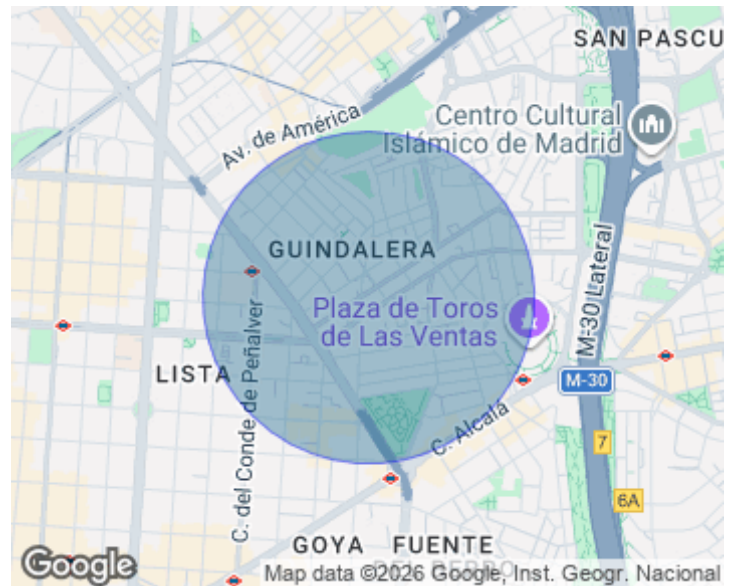 SAN PASCU
Centro Cultural
Islámico de Madrid
Av. de América
GUINDALERA
M-30 Lateral
Plaza de Toros
de Las Ventas
C. del Conde de Peñalver
LISTA
M-30
C. Alcalá
7
6A
GOYA
FUENTE
Google
Map data ©2026 Google, Inst. Geogr. Nacional